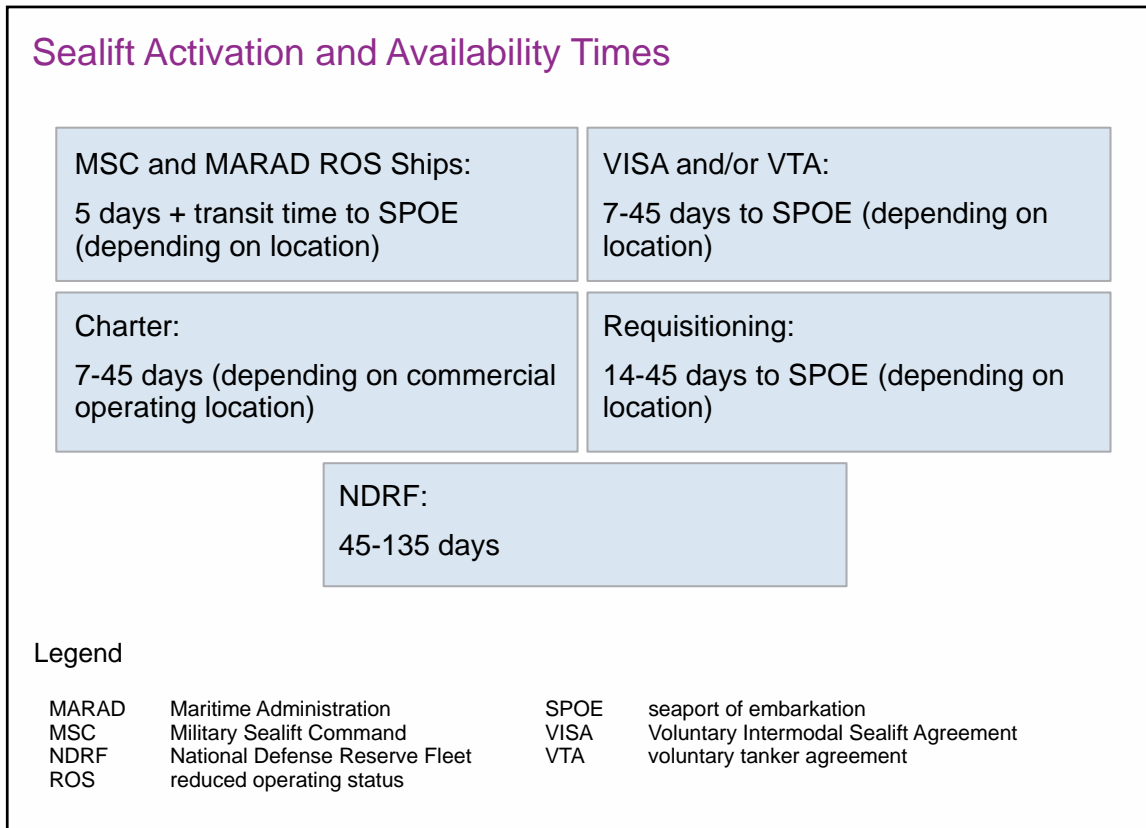 Sealift Activation and Availability Times
MSC and MARAD ROS Ships:
5 days + transit time to SPOE
(depending on location)
VISA and/or VTA:
7-45 days to SPOE (depending on
location)
Charter:
7-45 days (depending on commercial
operating location)
Requisitioning:
14-45 days to SPOE (depending on
location)
NDRF:
45-135 days
Legend
MARAD Maritime Administration
MSC Military Sealift Command
NDRF National Defense Reserve Fleet
ROS reduced operating status
SPOE seaport of embarkation
VISA Voluntary Intermodal Sealift Agreement
VTA voluntary tanker agreement